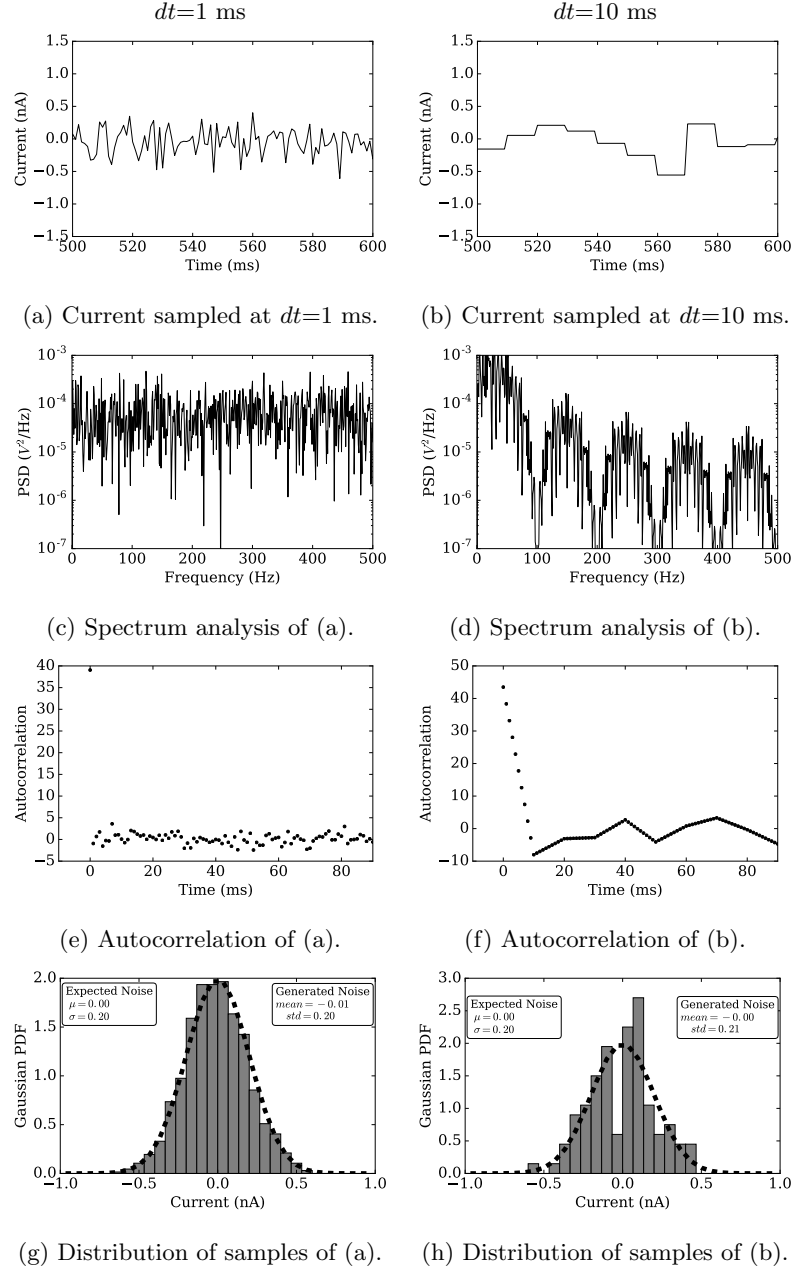 dt=1 ms
dt=10 ms
1.5
1.0
0.5
0.0
−0.5
−1.0
−1.5
500 520 540 560 580 600
Current (nA)
Time (ms)
1.5
1.0
0.5
0.0
−0.5
−1.0
−1.5
500 520 540 560 580 600
Current (nA)
Time (ms)
(a) Current sampled at dt=1 ms.
(b) Current sampled at dt=10 ms.
10⁻³
10⁻⁴
10⁻⁵
10⁻⁶
10⁻⁷
0 100 200 300 400 500
PSD (V²/Hz)
Frequency (Hz)
10⁻³
10⁻⁴
10⁻⁵
10⁻⁶
10⁻⁷
0 100 200 300 400 500
PSD (V²/Hz)
Frequency (Hz)
(c) Spectrum analysis of (a).
(d) Spectrum analysis of (b).
40
35
30
25
20
15
10
5
0
−5
0 20 40 60 80
Autocorrelation
Time (ms)
50
40
30
20
10
0
−10
0 20 40 60 80
Autocorrelation
Time (ms)
(e) Autocorrelation of (a).
(f) Autocorrelation of (b).
2.0
1.5
1.0
0.5
0.0
−1.0 −0.5 0.0 0.5 1.0
Gaussian PDF
Current (nA)
Expected Noise
μ=0.00
σ=0.20
Generated Noise
mean=−0.01
std=0.20
3.0
2.5
2.0
1.5
1.0
0.5
0.0
−1.0 −0.5 0.0 0.5 1.0
Gaussian PDF
Current (nA)
Expected Noise
μ=0.00
σ=0.20
Generated Noise
mean=−0.00
std=0.21
(g) Distribution of samples of (a).
(h) Distribution of samples of (b).